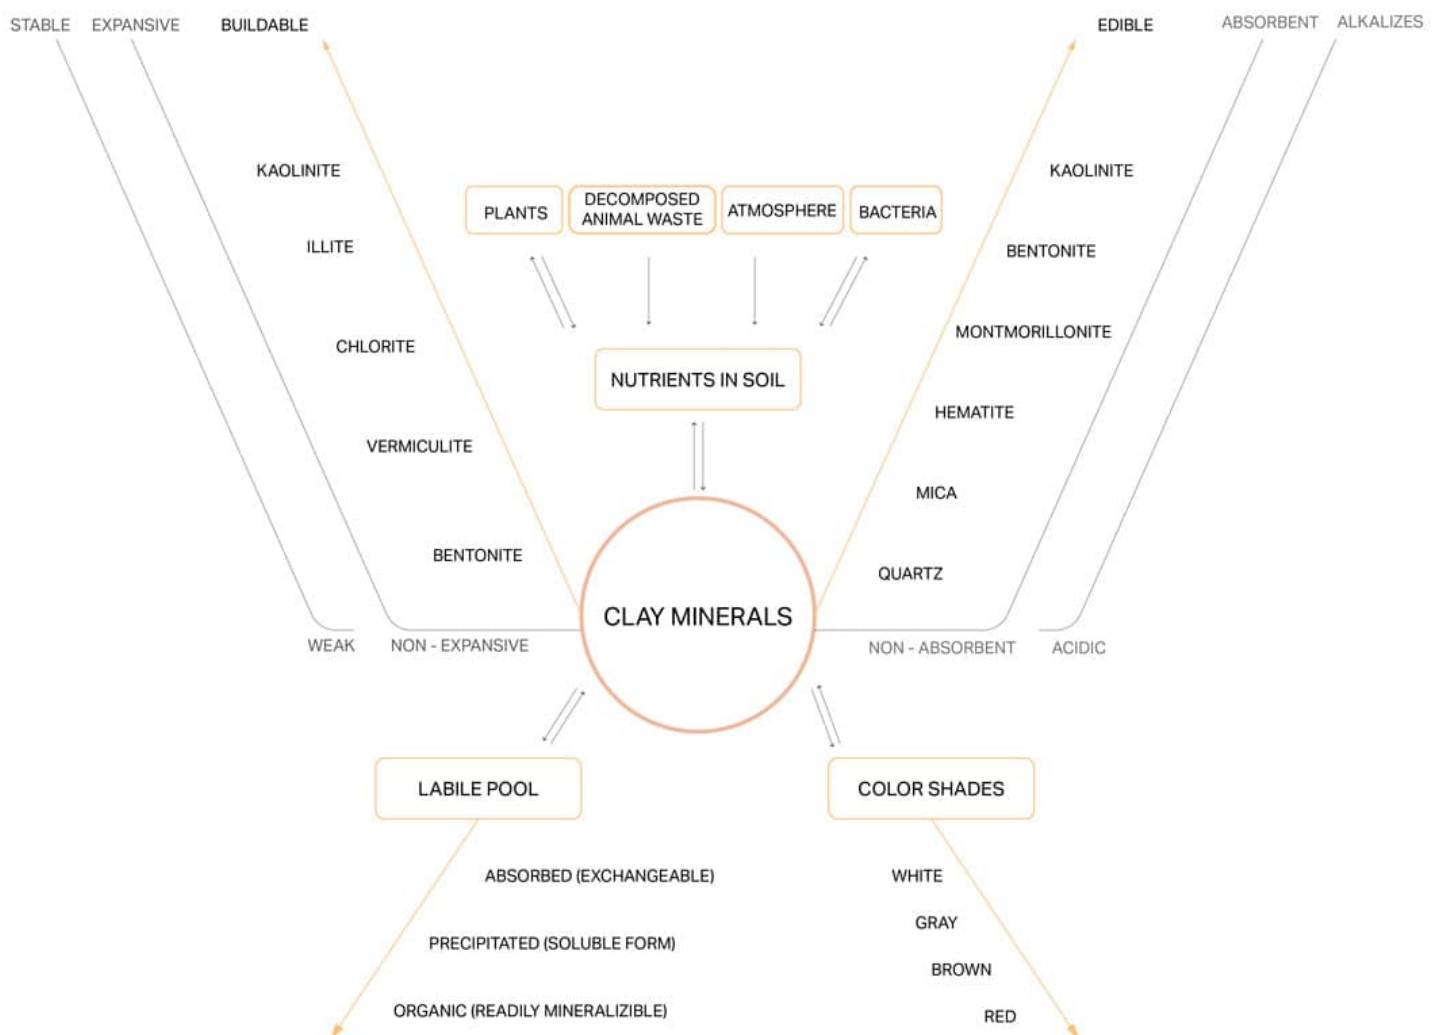 STABLE
EXPANSIVE
BUILDABLE
EDIBLE
ABSORBENT
ALKALIZES
KAOLINITE
ILLITE
CHLORITE
VERMICULITE
BENTONITE
WEAK
NON - EXPANSIVE
PLANTS
DECOMPOSED
ANIMAL WASTE
ATMOSPHERE
BACTERIA
NUTRIENTS IN SOIL
CLAY MINERALS
KAOLINITE
BENTONITE
MONTMORILLONITE
HEMATITE
MICA
QUARTZ
NON - ABSORBENT
ACIDIC
LABILE POOL
ABSORBED (EXCHANGEABLE)
PRECIPITATED (SOLUBLE FORM)
ORGANIC (READILY MINERALIZIBLE)
COLOR SHADES
WHITE
GRAY
BROWN
RED